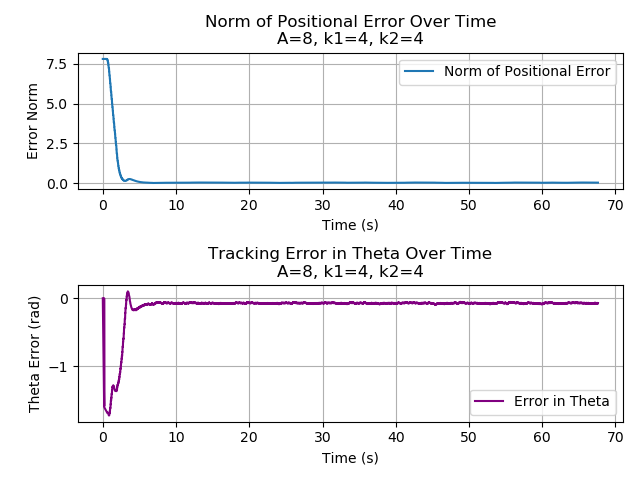 Norm of Positional Error Over Time
A=8, k1=4, k2=4
7.5
5.0
2.5
0.0
Error Norm
Norm of Positional Error
0 10 20 30 40 50 60 70
Time (s)
Tracking Error in Theta Over Time
A=8, k1=4, k2=4
0
−1
Theta Error (rad)
Error in Theta
0 10 20 30 40 50 60 70
Time (s)